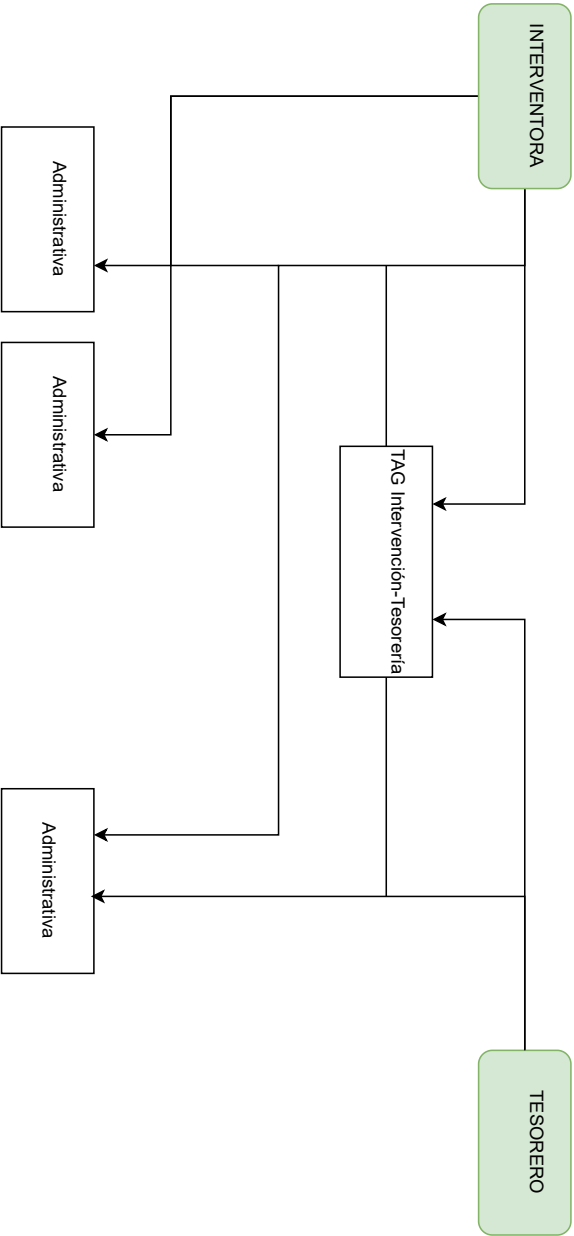 INTERVENTORA
TESORERO
TAG Intervención-Tesorería
Administrativa
Administrativa
Administrativa